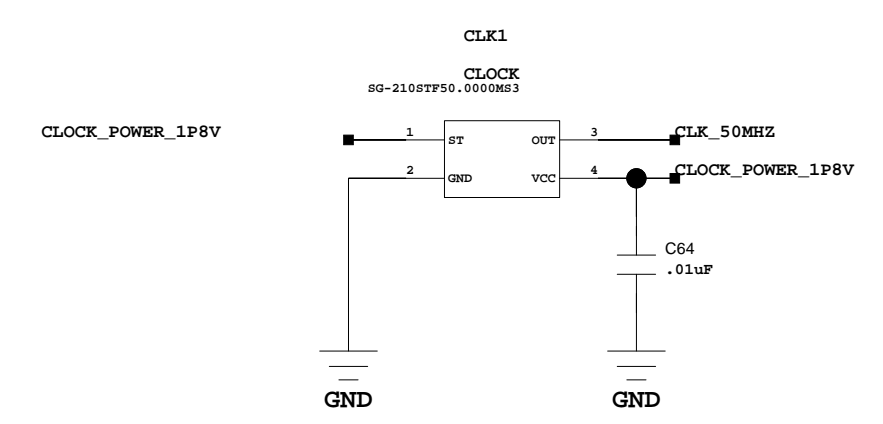 CLK1
CLOCK
SG-210STF50.0000MS3
CLOCK_POWER_1P8V
1
ST
OUT
3
CLK_50MHZ
2
GND
VCC
4
CLOCK_POWER_1P8V
C64
.01uF
GND
GND